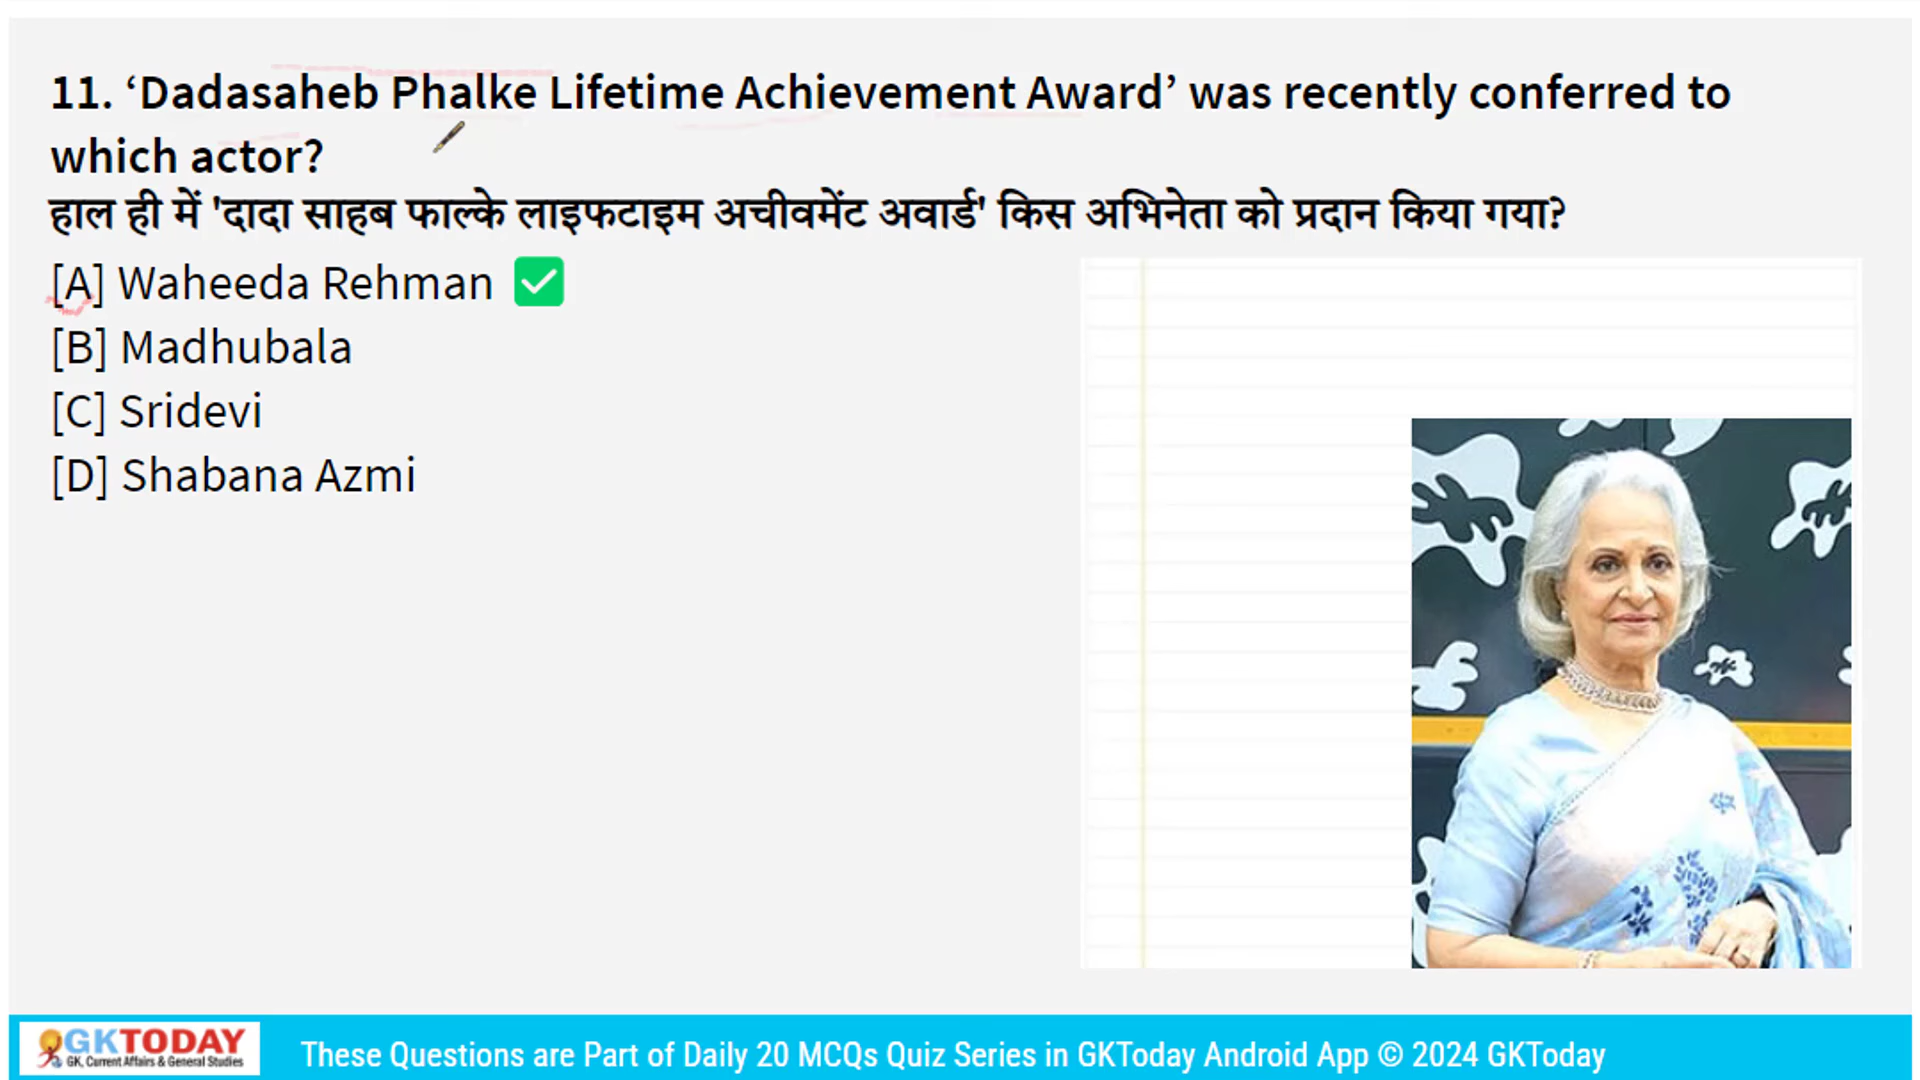 11. ‘Dadasaheb Phalke Lifetime Achievement Award’ was recently conferred to
which actor?
हाल ही में 'दादा साहब फाल्के लाइफटाइम अचीवमेंट अवार्ड' किस अभिनेता को प्रदान किया गया?
[A] Waheeda Rehman ✅
[B] Madhubala
[C] Sridevi
[D] Shabana Azmi
GKTODAY
GK, Current Affairs & General Studies
These Questions are Part of Daily 20 MCQs Quiz Series in GKToday Android App © 2024 GKToday